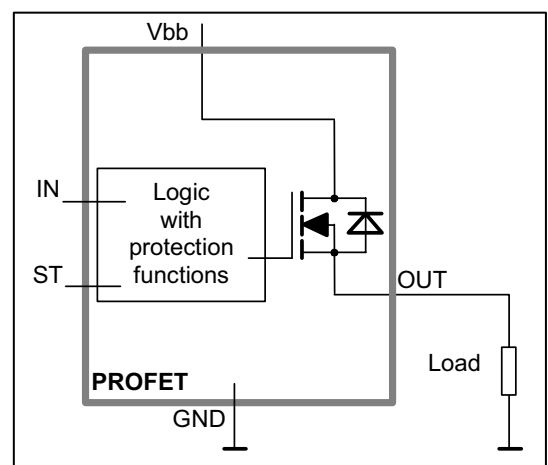 Vbb
IN
Logic
with
protection
functions
ST
OUT
Load
PROFET
GND